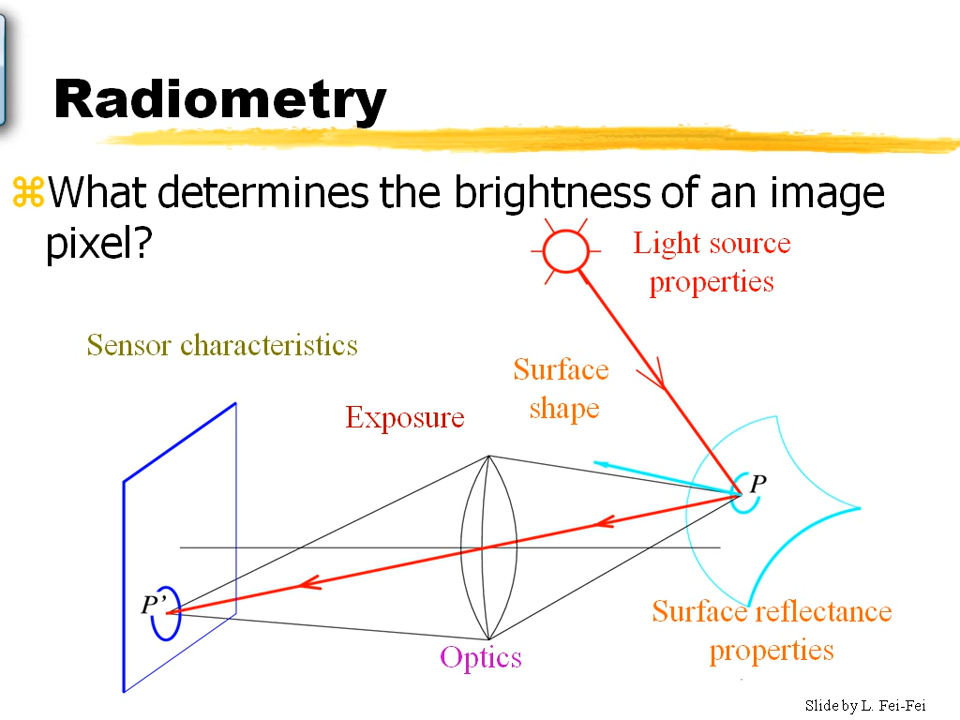 Radiometry
What determines the brightness of an image
pixel?
Light source
properties
Sensor characteristics
Surface
shape
Exposure
P
P’
Surface reflectance
properties
Optics
Slide by L. Fei-Fei